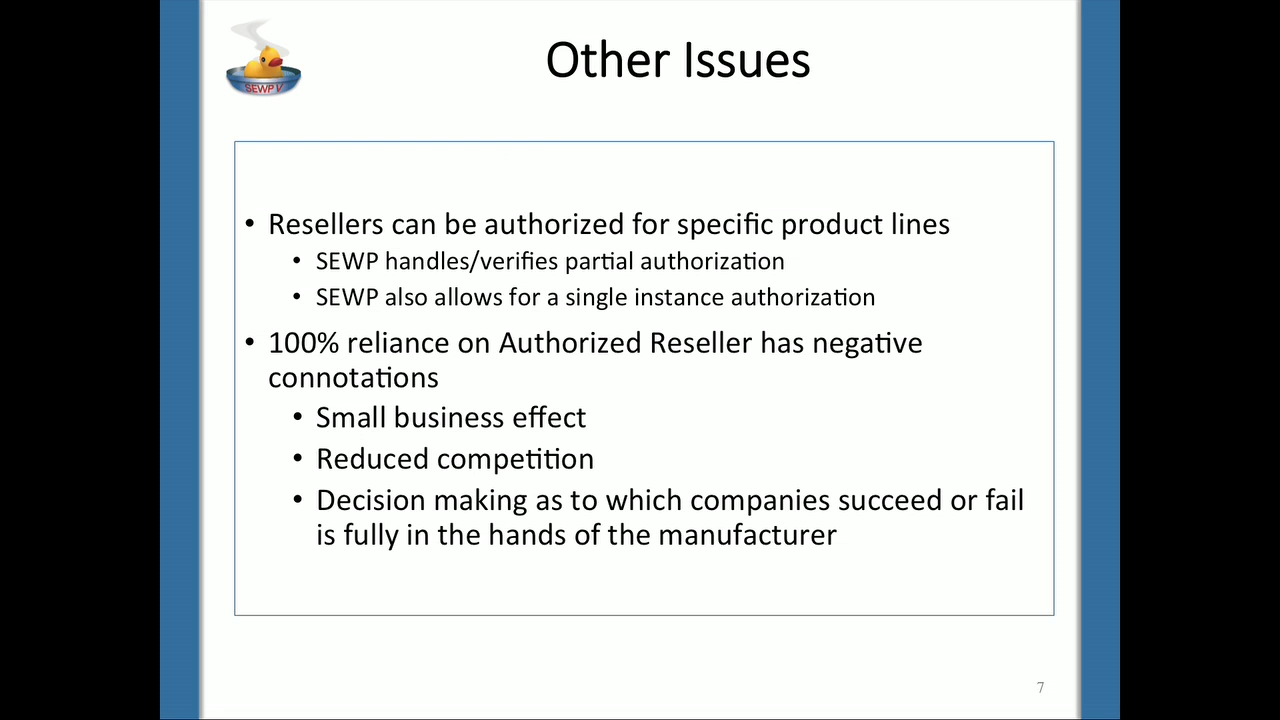 SEWP V
Other Issues
• Resellers can be authorized for specific product lines
• SEWP handles/verifies partial authorization
• SEWP also allows for a single instance authorization
• 100% reliance on Authorized Reseller has negative
connotations
• Small business effect
• Reduced competition
• Decision making as to which companies succeed or fail
is fully in the hands of the manufacturer
7